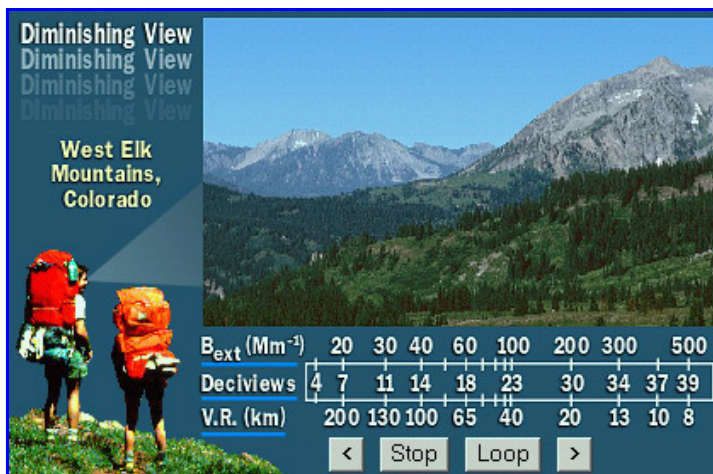 Diminishing View
Diminishing View
Diminishing View
Diminishing View
West Elk
Mountains,
Colorado
Bext (Mm-1) 20 30 40 60 100 200 300 500
Deciviews 4 7 11 14 18 23 30 34 37 39
V.R. (km) 200 130 100 65 40 20 13 10 8
< Stop Loop >